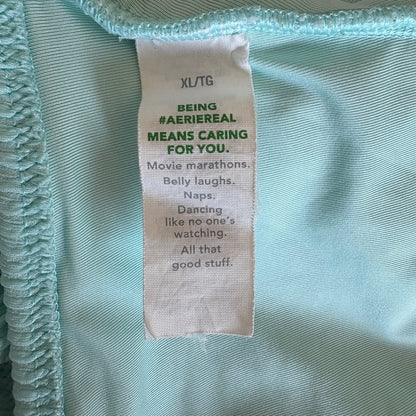 XL/TG
BEING
#AERIEREAL
MEANS CARING
FOR YOU.
Movie marathons.
Belly laughs.
Naps.
Dancing
like no one's
watching.
All that
good stuff.